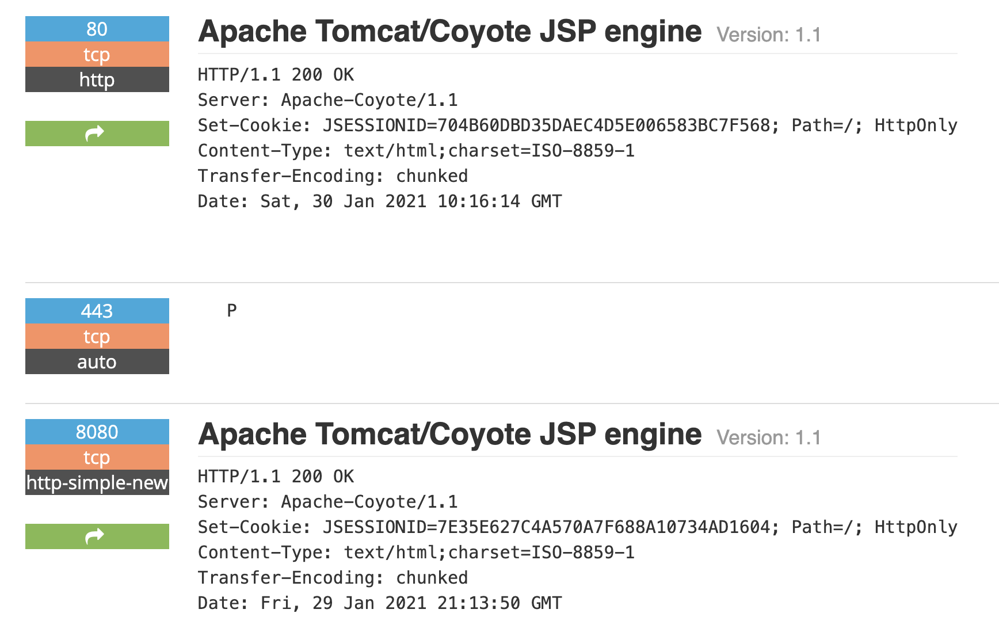 80
tcp
http
Apache Tomcat/Coyote JSP engine Version: 1.1
HTTP/1.1 200 OK
Server: Apache-Coyote/1.1
Set-Cookie: JSESSIONID=704B60DBD35DAEC4D5E006583BC7F568; Path=/; HttpOnly
Content-Type: text/html;charset=ISO-8859-1
Transfer-Encoding: chunked
Date: Sat, 30 Jan 2021 10:16:14 GMT
443
tcp
auto
P
8080
tcp
http-simple-new
Apache Tomcat/Coyote JSP engine Version: 1.1
HTTP/1.1 200 OK
Server: Apache-Coyote/1.1
Set-Cookie: JSESSIONID=7E35E627C4A570A7F688A10734AD1604; Path=/; HttpOnly
Content-Type: text/html;charset=ISO-8859-1
Transfer-Encoding: chunked
Date: Fri, 29 Jan 2021 21:13:50 GMT